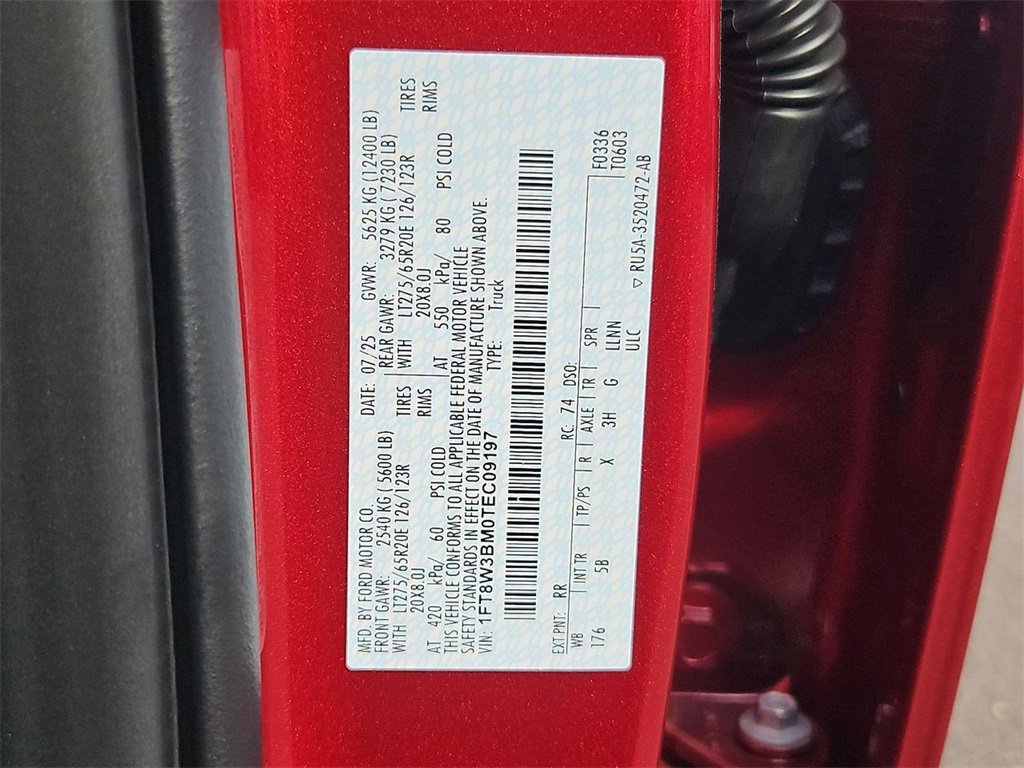 MFD. BY FORD MOTOR CO. DATE: 07/25 GVWR: 5625 KG (12400 LB)
FRONT GAWR: 2540 KG ( 5600 LB) REAR GAWR: 3279 KG ( 7230 LB)
WITH LT275/65R20E 126/123R TIRES WITH LT275/65R20E 126/123R TIRES
20X8.0J RIMS 20X8.0J RIMS
AT 420 kPa/ 60 PSI COLD AT 550 kPa/ 80 PSI COLD
THIS VEHICLE CONFORMS TO ALL APPLICABLE FEDERAL MOTOR VEHICLE
SAFETY STANDARDS IN EFFECT ON THE DATE OF MANUFACTURE SHOWN ABOVE.
VIN: 1FT8W3BM0TEC09197 TYPE: Truck
EXT PNT: RR RC: 74 DSO: F0336
WB INT TR TP/PS R AXLE TR SPR T0603
176 5B X 3H G LLNN
ULC
▽ RU5A-3520472-AB